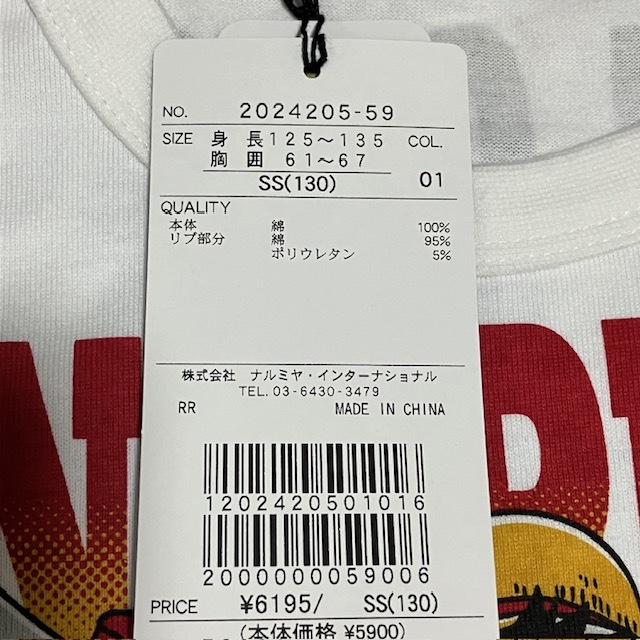 NO. 2024205-59
SIZE 身 長 125～135 COL.
胸 囲 61～67
SS(130) 01
QUALITY
本体 綿 100%
リブ部分 綿 95%
ポリウレタン 5%
株式会社 ナルミヤ・インターナショナル
TEL. 03-6430-3479
RR MADE IN CHINA
1202420501016
2000000059006
PRICE ¥6195/ SS(130)
(本体価格 ¥5900)